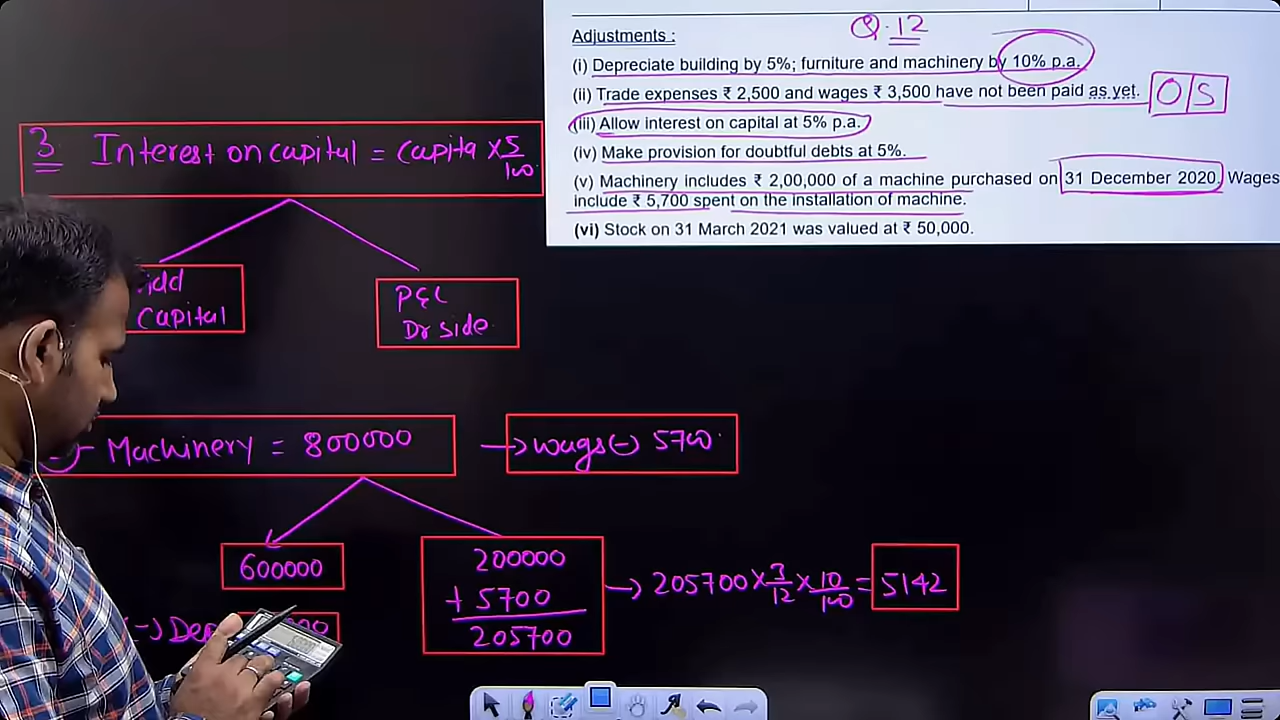 Q.12
Adjustments :
(i) Depreciate building by 5%; furniture and machinery by 10% p.a.
(ii) Trade expenses ₹ 2,500 and wages ₹ 3,500 have not been paid as yet. O/S
(iii) Allow interest on capital at 5% p.a.
(iv) Make provision for doubtful debts at 5%.
(v) Machinery includes ₹ 2,00,000 of a machine purchased on 31 December 2020. Wages
include ₹ 5,700 spent on the installation of machine.
(vi) Stock on 31 March 2021 was valued at ₹ 50,000.
3 Interest on capital = capita × 5/100
Capital
P&L
Dr side
Machinery = 800000 → wags (-) 5700
600000
200000
+ 5700
205700
→ 205700 × 3/12 × 10/100 = 5142
(-)